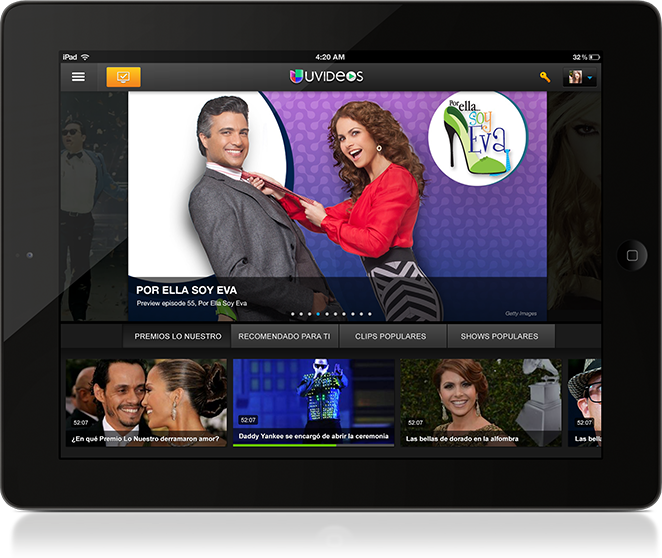 iPad
4:20 AM
32%
UVIDEOS
Por ella...
SOY
Eva
POR ELLA SOY EVA
Preview episode 55, Por Ella Soy Eva
Getty Images
PREMIOS LO NUESTRO
RECOMENDADO PARA TI
CLIPS POPULARES
SHOWS POPULARES
52:07
¿En qué Premio Lo Nuestro derramaron amor?
Daddy Yankee se encargó de abrir la ceremonia
52:07
Las bellas de dorado en la alfombra
52:07
Las bellas